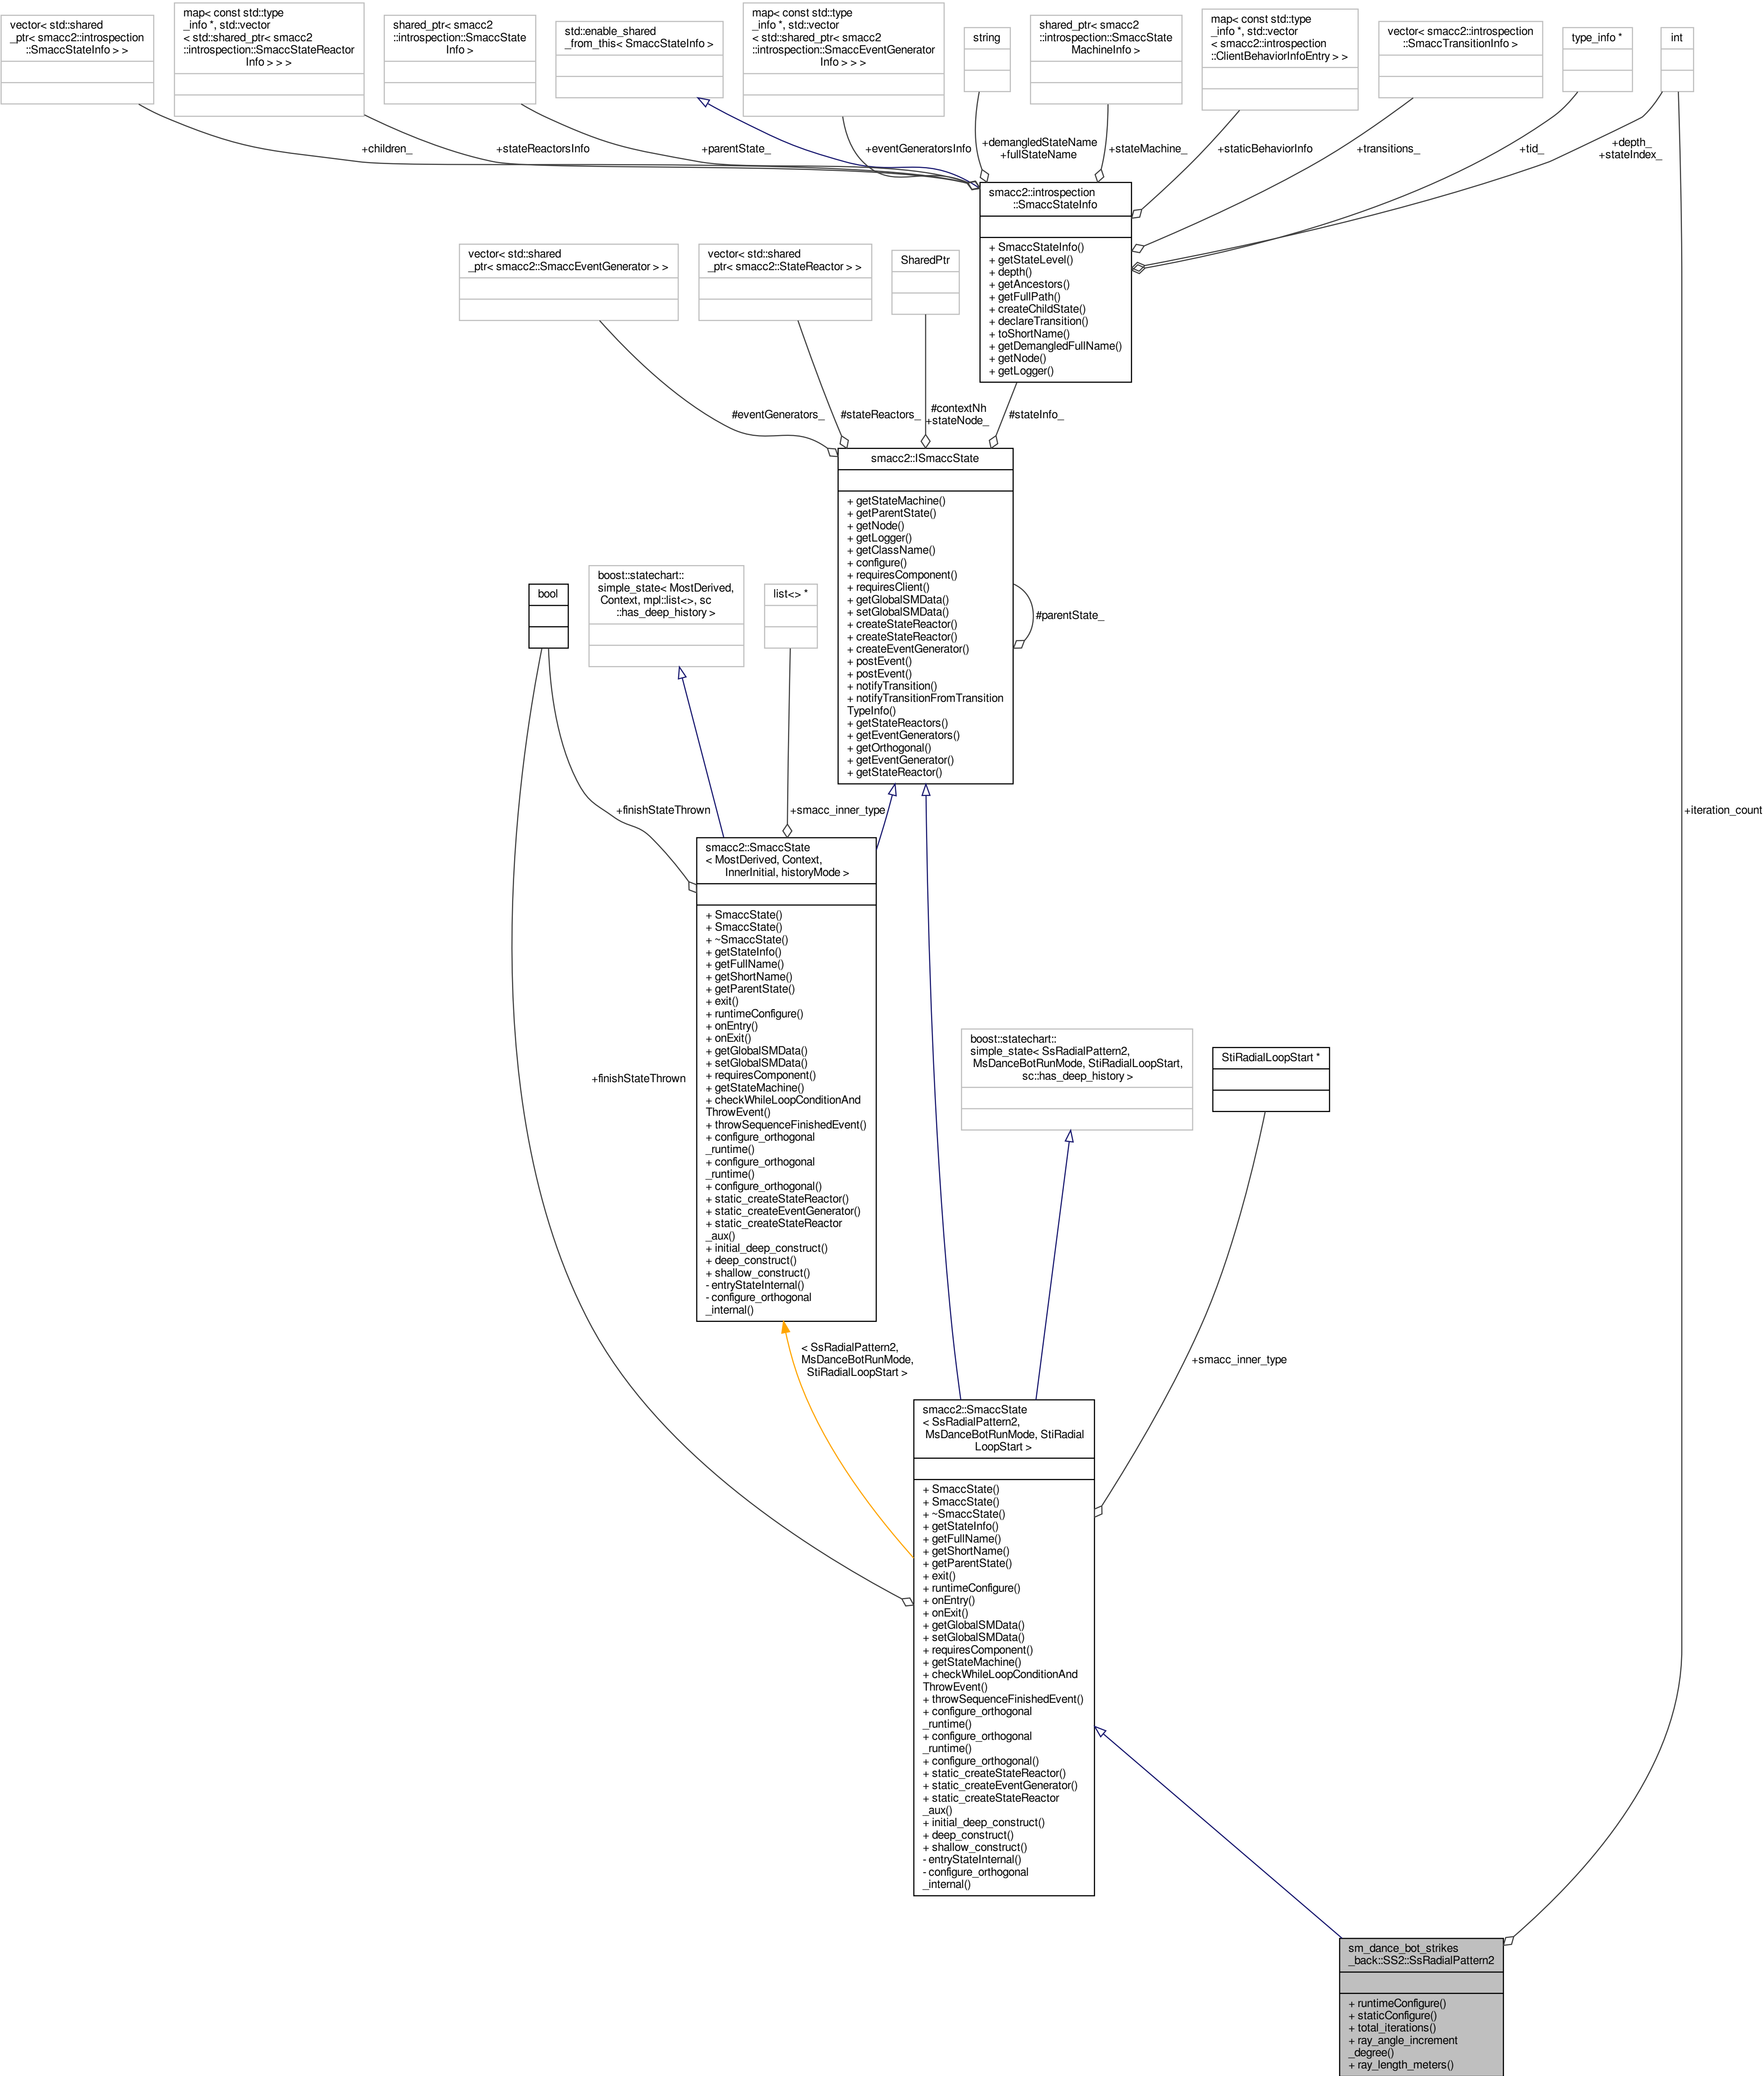 vector< std::shared
_ptr< smacc2::introspection
::SmaccStateInfo > >
map< const std::type
_info *, std::vector
< std::shared_ptr< smacc2
::introspection::SmaccStateReactor
Info > > >
shared_ptr< smacc2
::introspection::SmaccState
Info >
std::enable_shared
_from_this< SmaccStateInfo >
map< const std::type
_info *, std::vector
< std::shared_ptr< smacc2
::introspection::SmaccEventGenerator
Info > > >
string
shared_ptr< smacc2
::introspection::SmaccState
MachineInfo >
map< const std::type
_info *, std::vector
< smacc2::introspection
::ClientBehaviorInfoEntry > >
vector< smacc2::introspection
::SmaccTransitionInfo >
type_info *
int
+children_
+stateReactorsInfo
+parentState_
+eventGeneratorsInfo
+demangledStateName
+fullStateName
+stateMachine_
+staticBehaviorInfo
+transitions_
+tid_
+depth_
+stateIndex_
smacc2::introspection
::SmaccStateInfo
+ SmaccStateInfo()
+ getStateLevel()
+ depth()
+ getAncestors()
+ getFullPath()
+ createChildState()
+ declareTransition()
+ toShortName()
+ getDemangledFullName()
+ getNode()
+ getLogger()
vector< std::shared
_ptr< smacc2::SmaccEventGenerator > >
vector< std::shared
_ptr< smacc2::StateReactor > >
SharedPtr
#eventGenerators_
#stateReactors_
#contextNh
+stateNode_
#stateInfo_
smacc2::ISmaccState
+ getStateMachine()
+ getParentState()
+ getNode()
+ getLogger()
+ getClassName()
+ configure()
+ requiresComponent()
+ requiresClient()
+ getGlobalSMData()
+ setGlobalSMData()
+ createStateReactor()
+ createStateReactor()
+ createEventGenerator()
+ postEvent()
+ postEvent()
+ notifyTransition()
+ notifyTransitionFromTransition
TypeInfo()
+ getStateReactors()
+ getEventGenerators()
+ getOrthogonal()
+ getEventGenerator()
+ getStateReactor()
#parentState_
bool
boost::statechart::
simple_state< MostDerived,
Context, mpl::list<>, sc
::has_deep_history >
list<> *
+finishStateThrown
+smacc_inner_type
+iteration_count
smacc2::SmaccState
< MostDerived, Context,
InnerInitial, historyMode >
+ SmaccState()
+ SmaccState()
+ ~SmaccState()
+ getStateInfo()
+ getFullName()
+ getShortName()
+ getParentState()
+ exit()
+ runtimeConfigure()
+ onEntry()
+ onExit()
+ getGlobalSMData()
+ setGlobalSMData()
+ requiresComponent()
+ getStateMachine()
+ checkWhileLoopConditionAnd
ThrowEvent()
+ throwSequenceFinishedEvent()
+ configure_orthogonal
_runtime()
+ configure_orthogonal
_runtime()
+ configure_orthogonal()
+ static_createStateReactor()
+ static_createEventGenerator()
+ static_createStateReactor
_aux()
+ initial_deep_construct()
+ deep_construct()
+ shallow_construct()
- entryStateInternal()
- configure_orthogonal
_internal()
+finishStateThrown
boost::statechart::
simple_state< SsRadialPattern2,
MsDanceBotRunMode, StiRadialLoopStart,
sc::has_deep_history >
StiRadialLoopStart *
< SsRadialPattern2,
MsDanceBotRunMode,
StiRadialLoopStart >
+smacc_inner_type
smacc2::SmaccState
< SsRadialPattern2,
MsDanceBotRunMode, StiRadial
LoopStart >
+ SmaccState()
+ SmaccState()
+ ~SmaccState()
+ getStateInfo()
+ getFullName()
+ getShortName()
+ getParentState()
+ exit()
+ runtimeConfigure()
+ onEntry()
+ onExit()
+ getGlobalSMData()
+ setGlobalSMData()
+ requiresComponent()
+ getStateMachine()
+ checkWhileLoopConditionAnd
ThrowEvent()
+ throwSequenceFinishedEvent()
+ configure_orthogonal
_runtime()
+ configure_orthogonal
_runtime()
+ configure_orthogonal()
+ static_createStateReactor()
+ static_createEventGenerator()
+ static_createStateReactor
_aux()
+ initial_deep_construct()
+ deep_construct()
+ shallow_construct()
- entryStateInternal()
- configure_orthogonal
_internal()
sm_dance_bot_strikes
_back::SS2::SsRadialPattern2
+ runtimeConfigure()
+ staticConfigure()
+ total_iterations()
+ ray_angle_increment
_degree()
+ ray_length_meters()